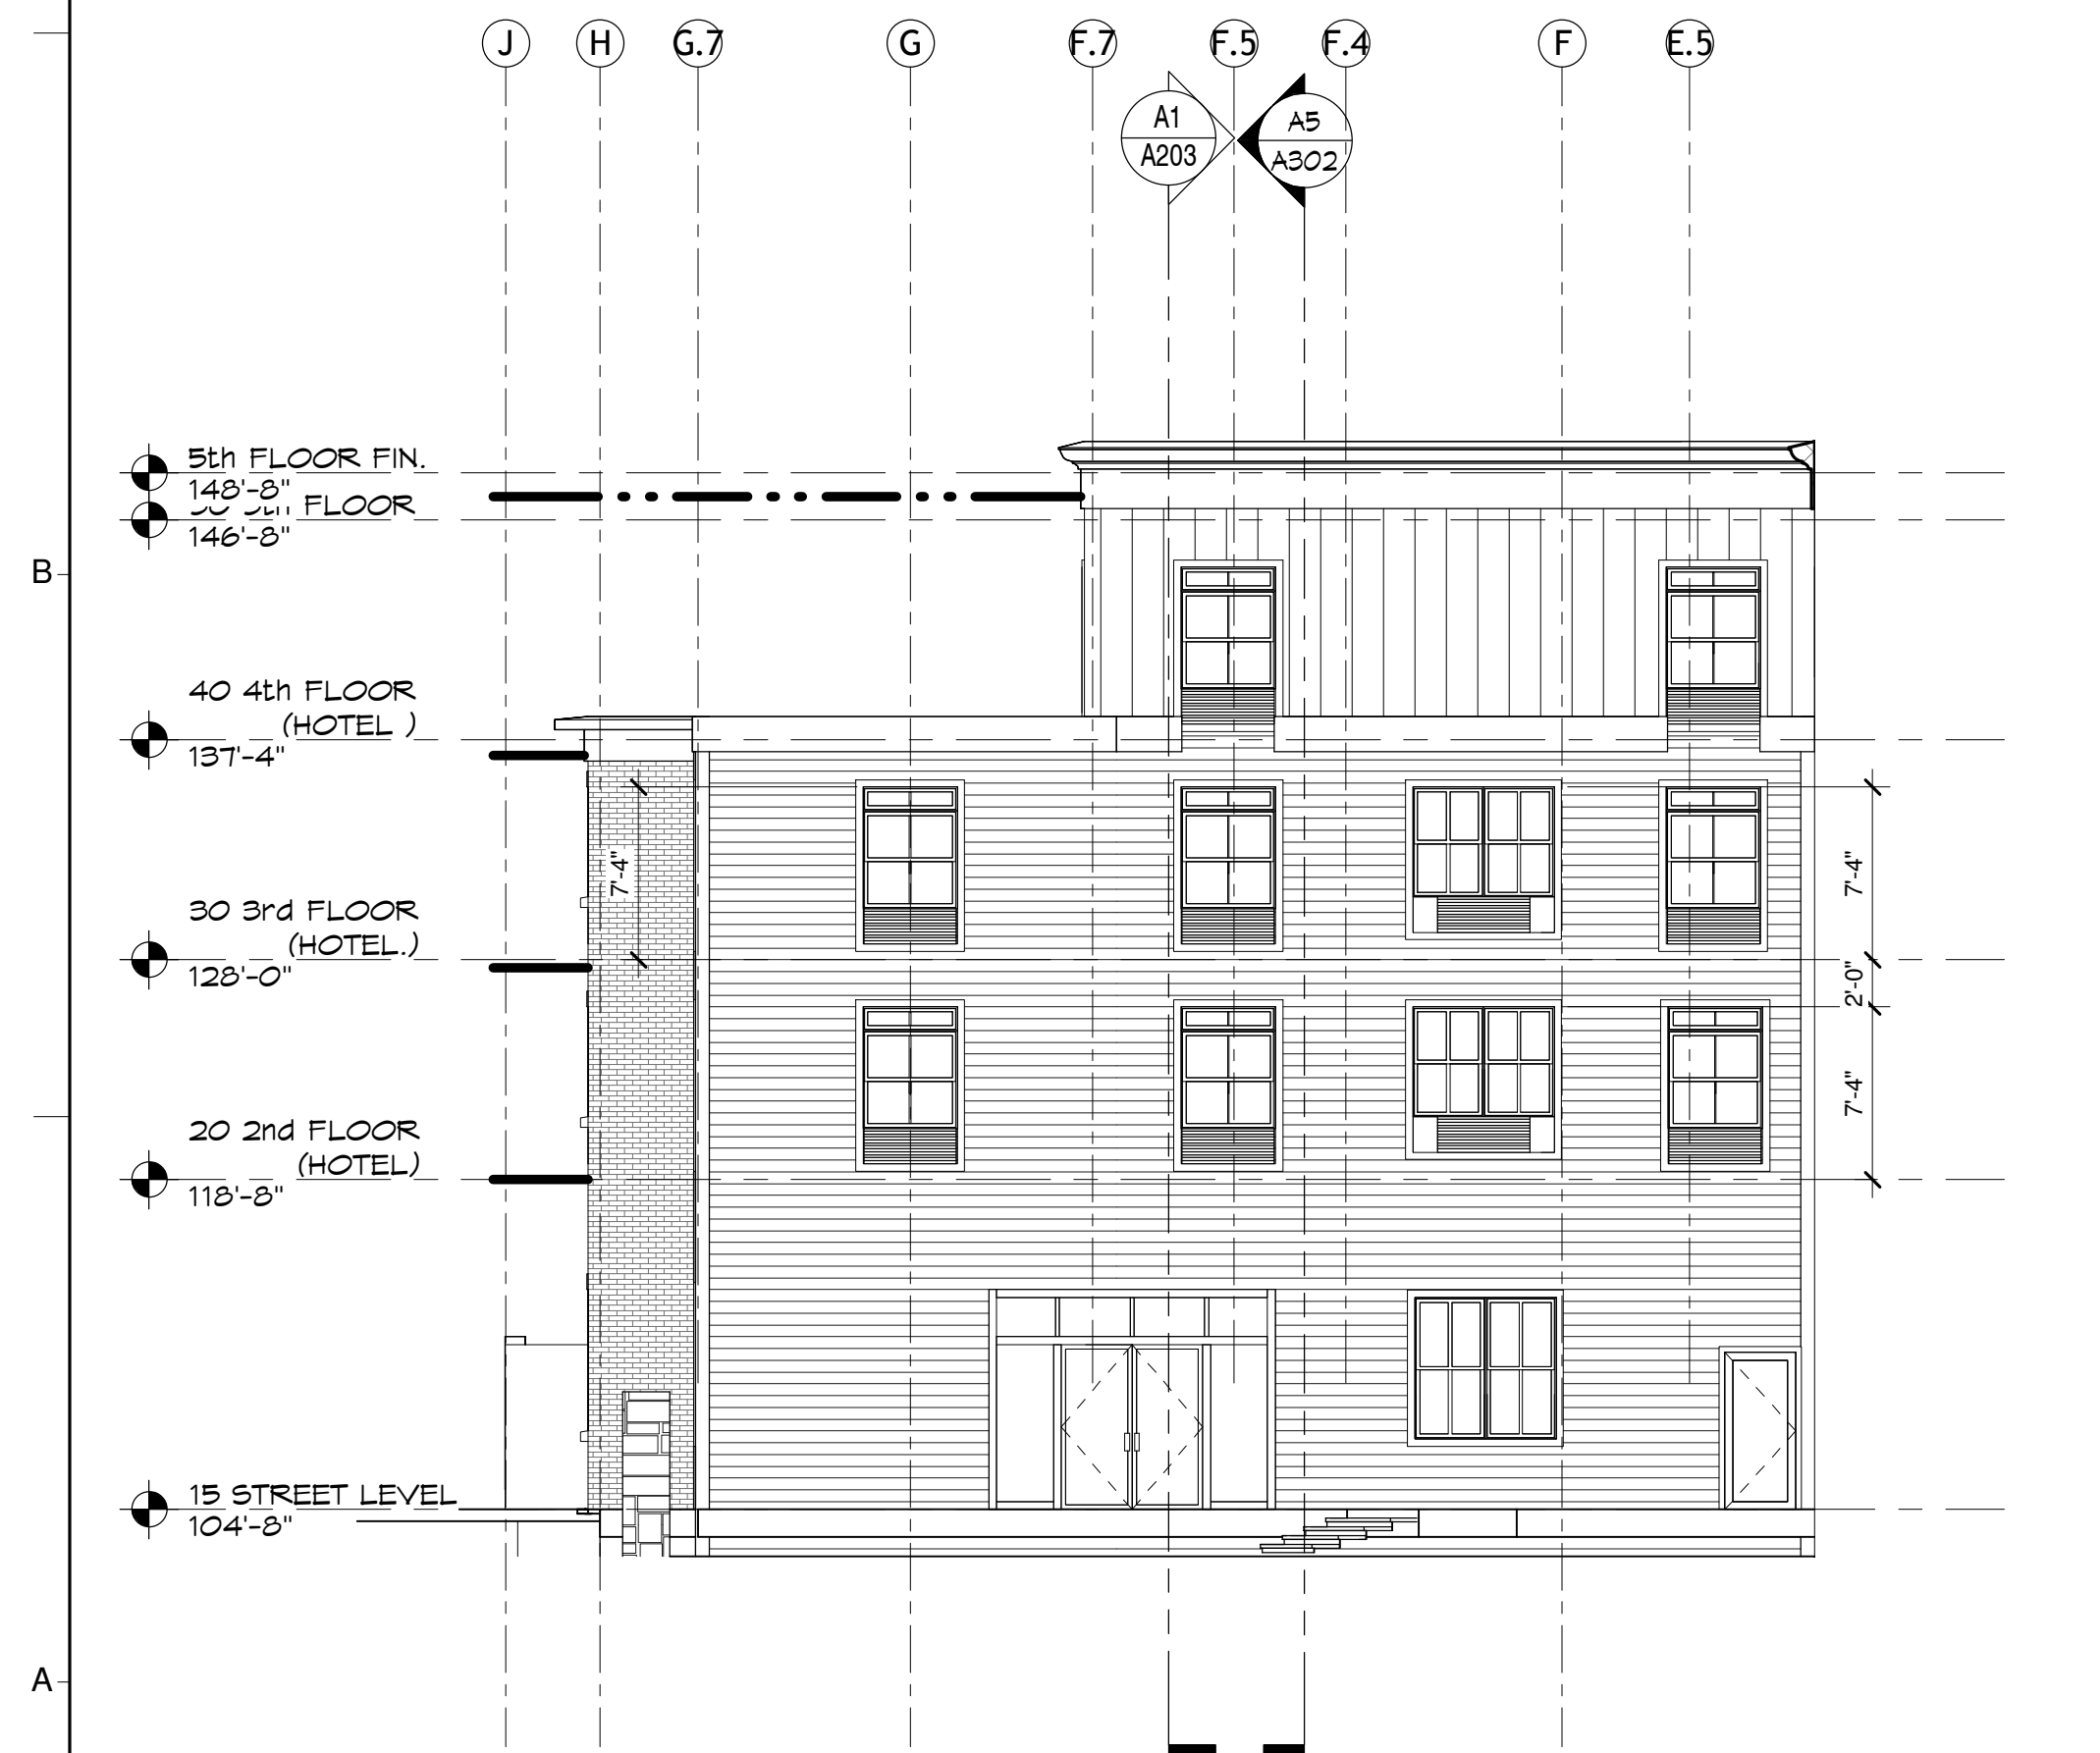 J H G.7 G F.7 F.5 F.4 F E.5
A1
A203
A5
A302
5th FLOOR FIN.
148'-8"
FLOOR
146'-8"
B
40 4th FLOOR
(HOTEL )
137'-4"
7'-4"
7'-4"
30 3rd FLOOR
(HOTEL.)
128'-0"
2'-0"
7'-4"
20 2nd FLOOR
(HOTEL)
118'-8"
15 STREET LEVEL
104'-8"
A